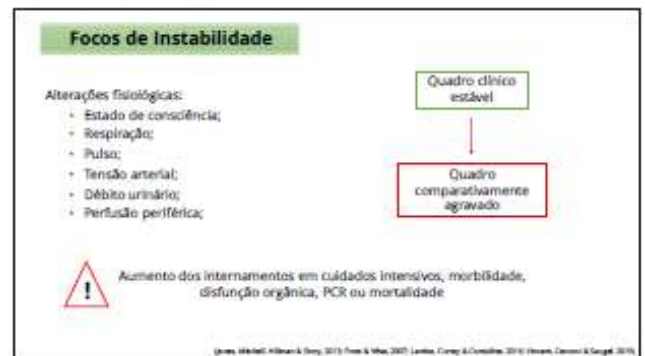 Focos de Instabilidade
Alterações fisiológicas:
• Estado de consciência;
• Respiração;
• Pulso;
• Tensão arterial;
• Débito urinário;
• Perfusão periférica;
Quadro clínico
estável
Quadro
comparativamente
agravado
!
Aumento dos internamentos em cuidados intensivos, morbilidade,
disfunção orgânica, PCR ou mortalidade